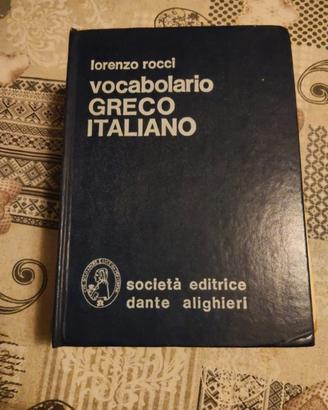 lorenzo rocci
vocabolario
GRECO
ITALIANO
società editrice
dante alighieri